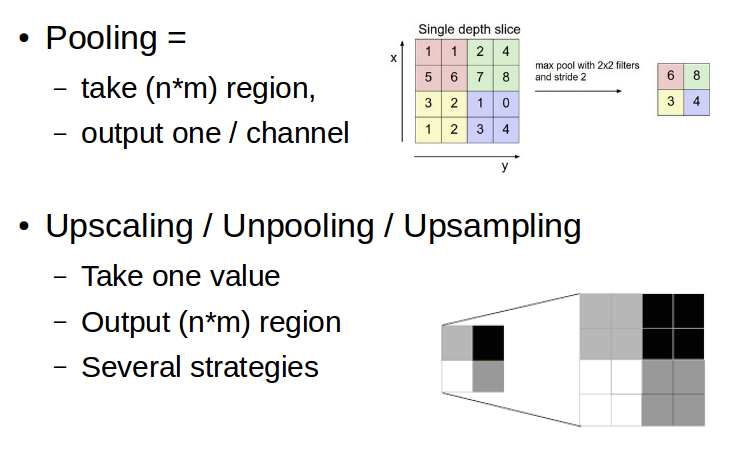 • Pooling =
– take (n*m) region,
– output one / channel
Single depth slice
x
1 1 2 4
5 6 7 8
3 2 1 0
1 2 3 4
y
max pool with 2x2 filters
and stride 2
6 8
3 4
• Upscaling / Unpooling / Upsampling
– Take one value
– Output (n*m) region
– Several strategies